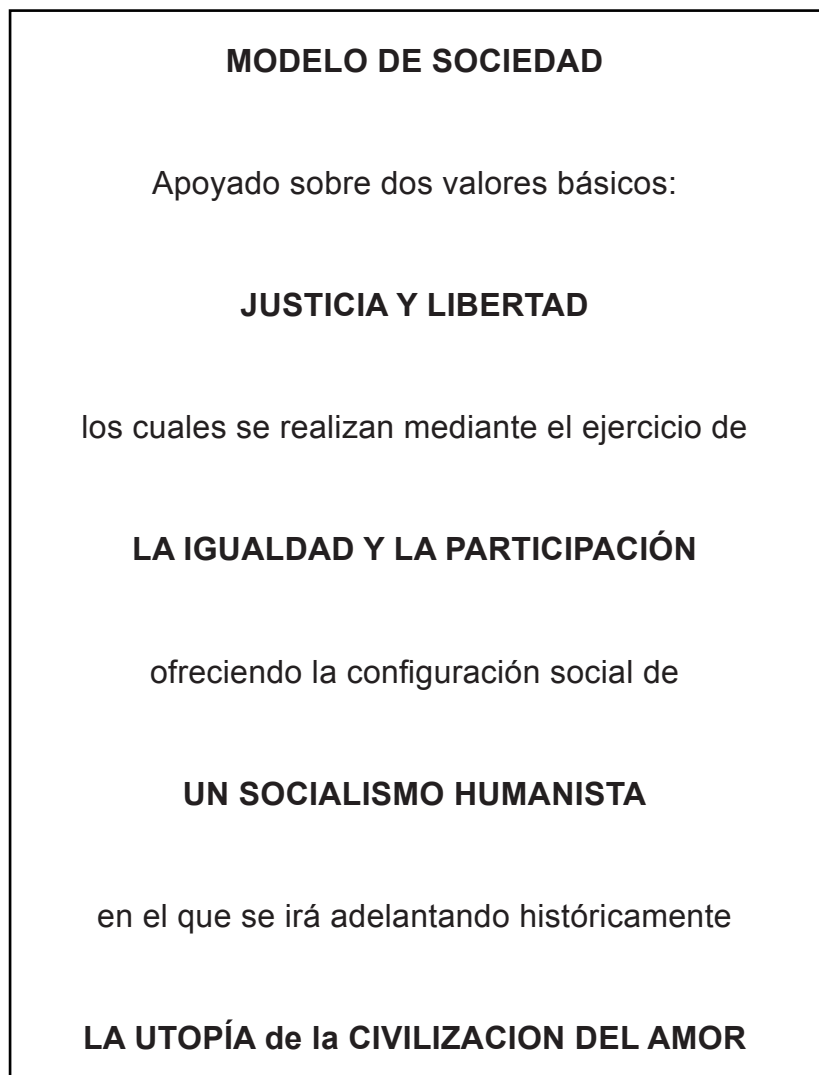 MODELO DE SOCIEDAD
Apoyado sobre dos valores básicos:
JUSTICIA Y LIBERTAD
los cuales se realizan mediante el ejercicio de
LA IGUALDAD Y LA PARTICIPACIÓN
ofreciendo la configuración social de
UN SOCIALISMO HUMANISTA
en el que se irá adelantando históricamente
LA UTOPÍA de la CIVILIZACION DEL AMOR